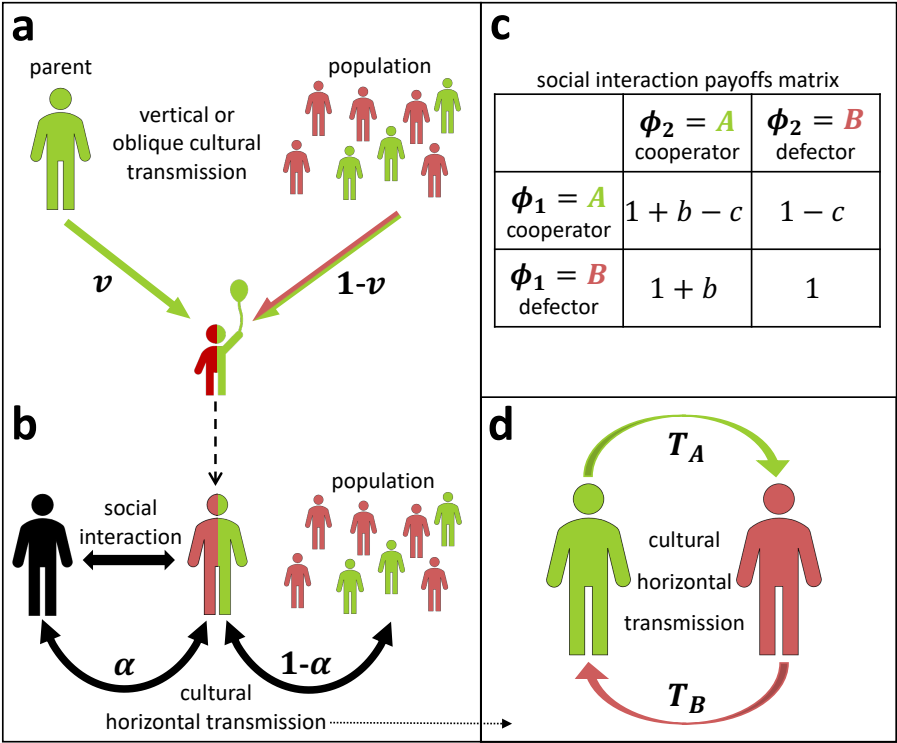 a
parent
vertical or
oblique cultural
transmission
population
v
1-v
b
social
interaction
population
α
1-α
cultural
horizontal transmission
c
social interaction payoffs matrix
ϕ₂ = A
cooperator
ϕ₂ = B
defector
ϕ₁ = A
cooperator
1 + b − c
1 − c
ϕ₁ = B
defector
1 + b
1
d
T_A
cultural
horizontal
transmission
T_B